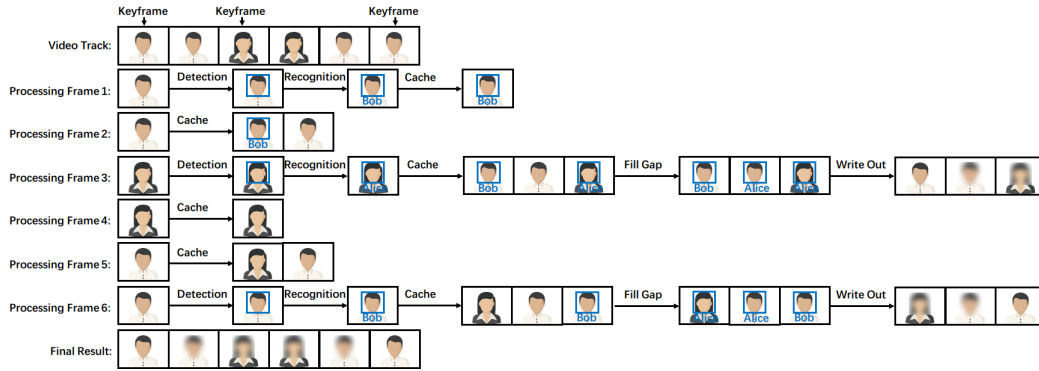 Keyframe Keyframe Keyframe
Video Track:
Processing Frame 1: Detection Recognition Cache
Bob Bob
Processing Frame 2: Cache
Bob
Processing Frame 3: Detection Recognition Cache Fill Gap Write Out
Alice Bob Alice Bob Alice Alice
Processing Frame 4: Cache
Processing Frame 5: Cache
Processing Frame 6: Detection Recognition Cache Fill Gap Write Out
Bob Bob Alice Alice Bob
Final Result: